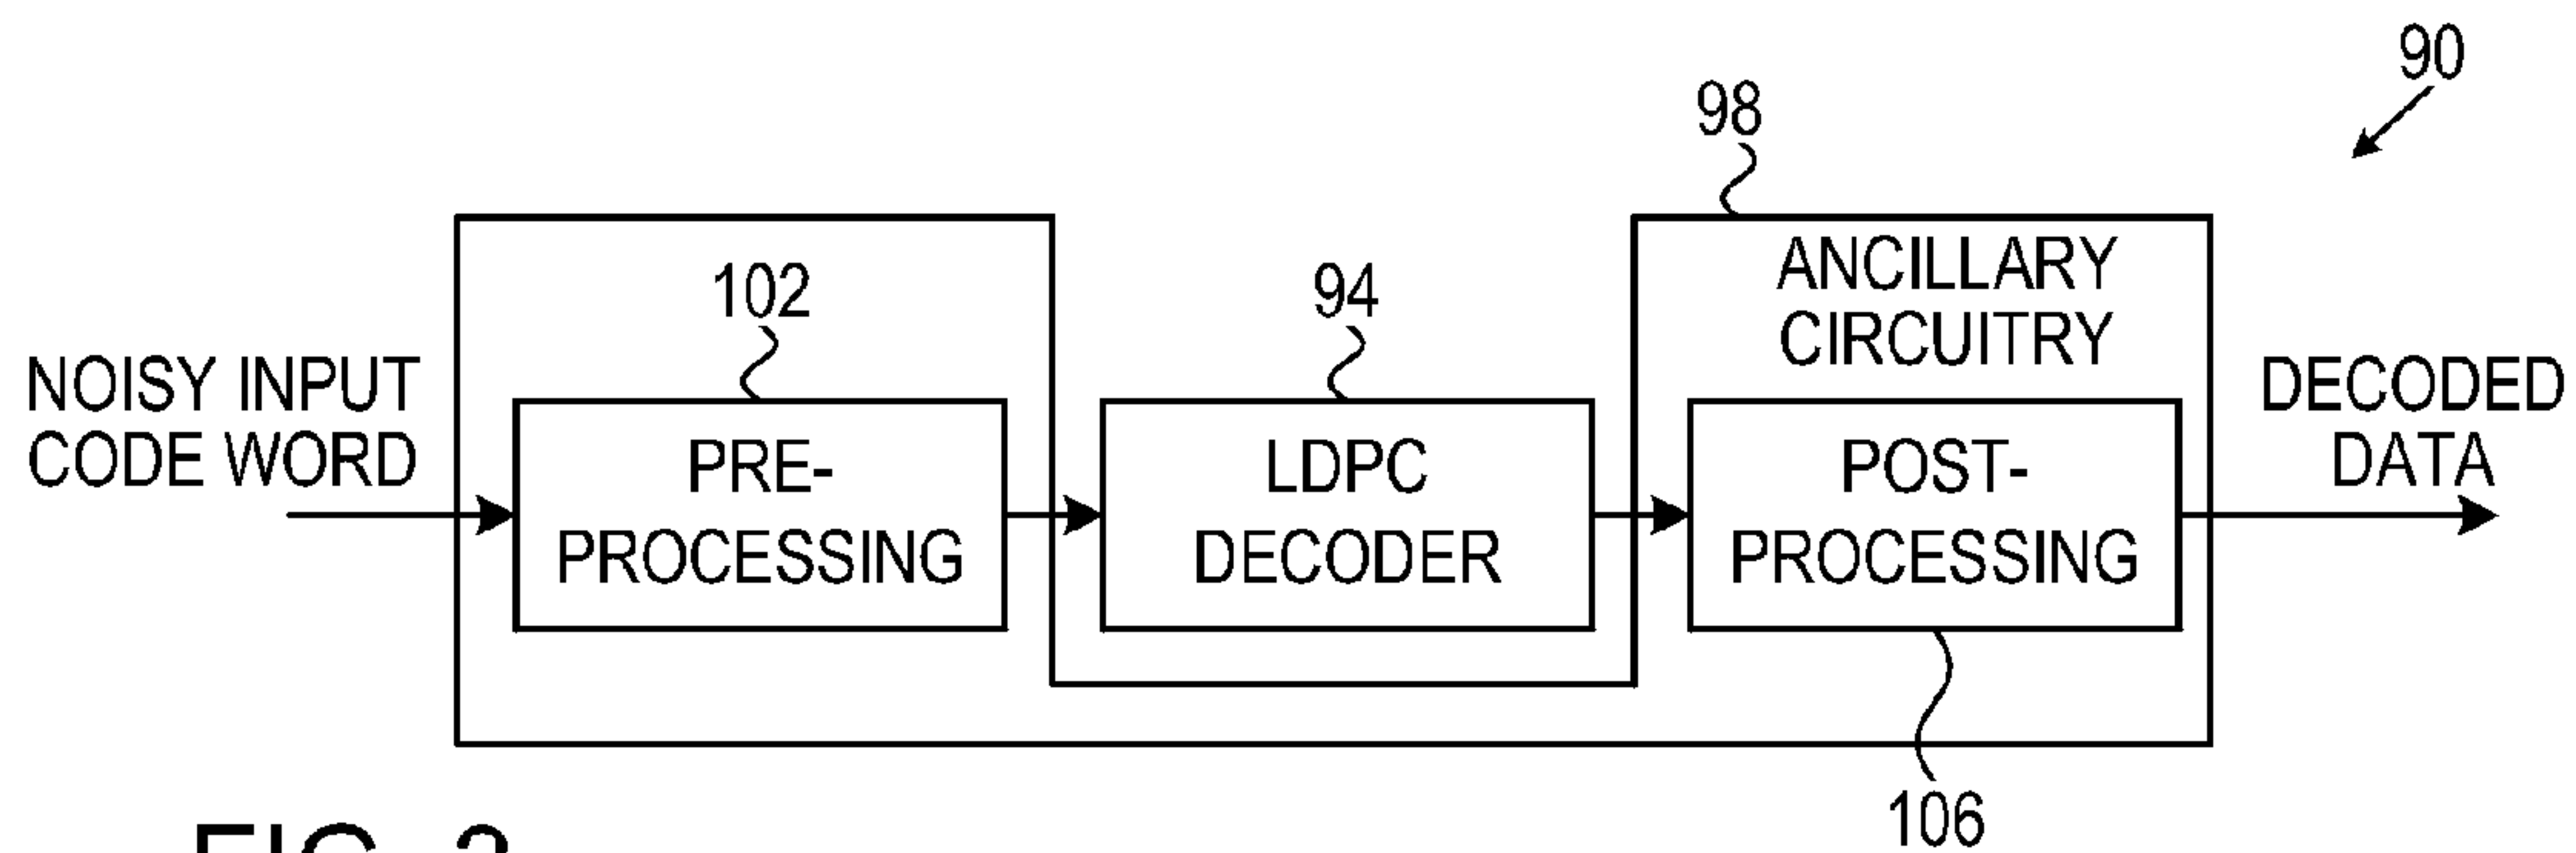 90
98
ANCILLARY
CIRCUITRY
102
94
NOISY INPUT
CODE WORD
PRE-
PROCESSING
LDPC
DECODER
POST-
PROCESSING
DECODED
DATA
106
FIG.